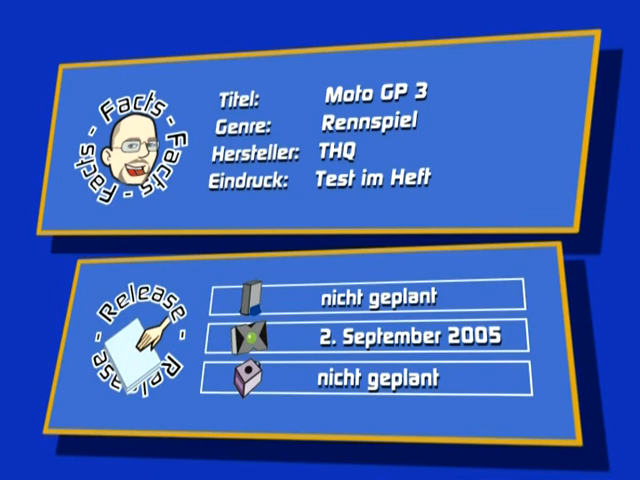 Facts - Facts - Facts -
Titel: Moto GP 3
Genre: Rennspiel
Hersteller: THQ
Eindruck: Test im Heft
Release - Release -
nicht geplant
2. September 2005
nicht geplant